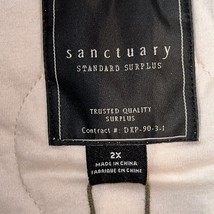 sanctuary
STANDARD SURPLUS
TRUSTED QUALITY
SURPLUS
Contract #: DXP-90-3-1
2X
MADE IN CHINA
FABRIQUÉ EN CHINE